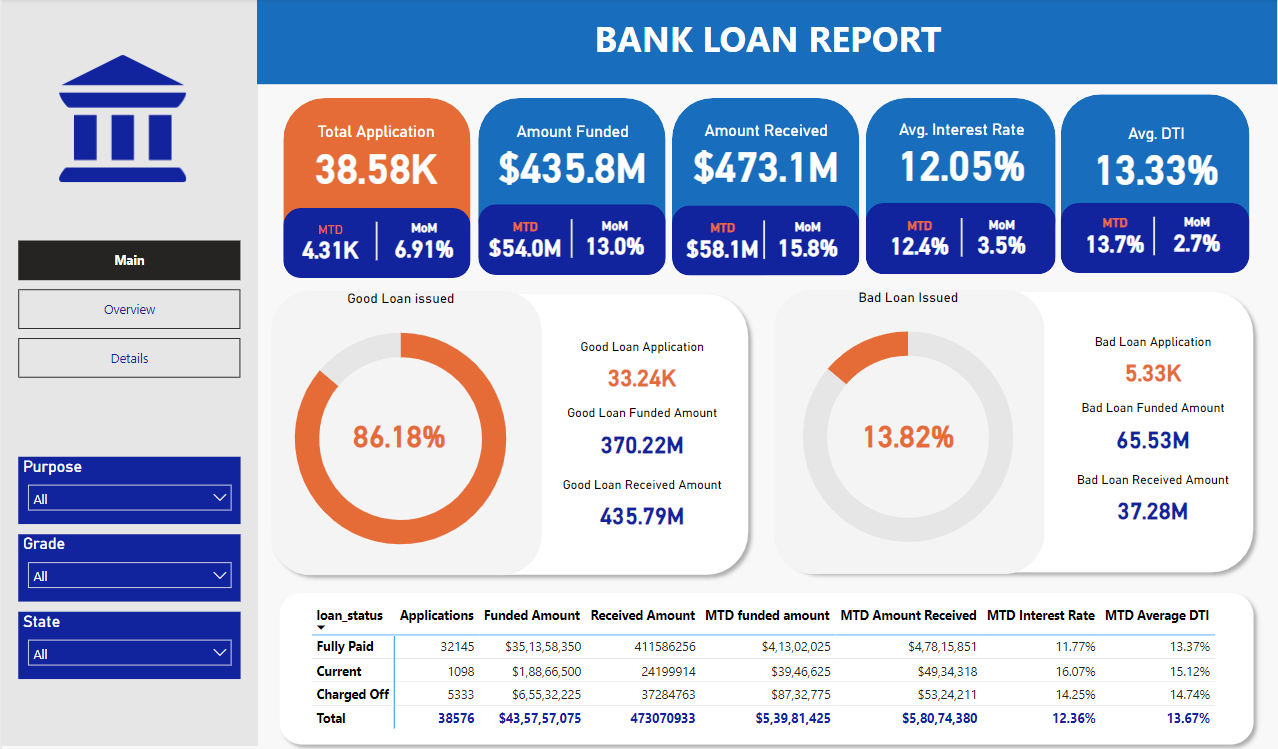 BANK LOAN REPORT
Total Application
38.58K
MTD
4.31K
MoM
6.91%
Amount Funded
$435.8M
MTD
$54.0M
MoM
13.0%
Amount Received
$473.1M
MTD
$58.1M
MoM
15.8%
Avg. Interest Rate
12.05%
MTD
12.4%
MoM
3.5%
Avg. DTI
13.33%
MTD
13.7%
MoM
2.7%
Main
Overview
Details
Purpose
All
Grade
All
State
All
Good Loan issued
86.18%
Good Loan Application
33.24K
Good Loan Funded Amount
370.22M
Good Loan Received Amount
435.79M
Bad Loan Issued
13.82%
Bad Loan Application
5.33K
Bad Loan Funded Amount
65.53M
Bad Loan Received Amount
37.28M
loan_status Applications Funded Amount Received Amount MTD funded amount MTD Amount Received MTD Interest Rate MTD Average DTI
Fully Paid 32145 $35,13,58,350 411586256 $4,13,02,025 $4,78,15,851 11.77% 13.37%
Current 1098 $1,88,66,500 24199914 $39,46,625 $49,34,318 16.07% 15.12%
Charged Off 5333 $6,55,32,225 37284763 $87,32,775 $53,24,211 14.25% 14.74%
Total 38576 $43,57,57,075 473070933 $5,39,81,425 $5,80,74,380 12.36% 13.67%